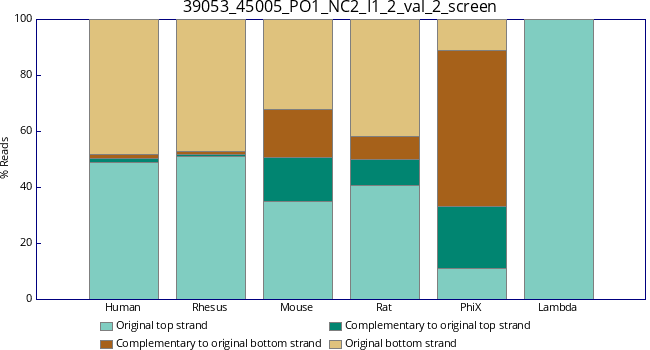 39053_45005_PO1_NC2_I1_2_val_2_screen
100
80
60
40
20
0
% Reads
Human Rhesus Mouse Rat PhiX Lambda
Original top strand Complementary to original top strand
Complementary to original bottom strand Original bottom strand